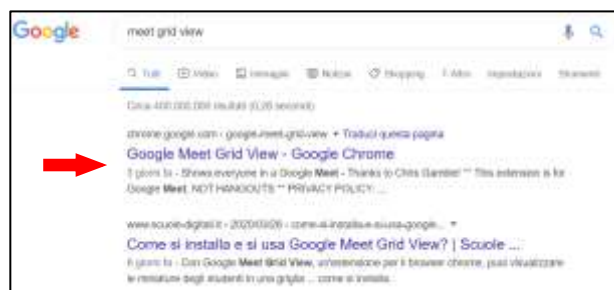 Google
meet grid view
Tutti Video Immagini Notizie Shopping Altro Impostazioni Strumenti
Circa 400.000.000 risultati (0,28 secondi)
chrome.google.com › google-meet-grid-view ▾ Traduci questa pagina
Google Meet Grid View - Google Chrome
giorni fa - Shows everyone in a Google Meet - Thanks to Chris ** This extension is for
Google Meet, NOT HANGOUTS ** PRIVACY POLICY: ...
www.scuole-digitali.it › 2020/03/26 › come-si-installa-e-si-usa-google... ▾
Come si installa e si usa Google Meet Grid View? | Scuole ...
6 giorni fa - Con Google Meet Grid View, un'estensione per il browser chrome, puoi visualizzare
le miniature degli studenti in una griglia ... come si installa.